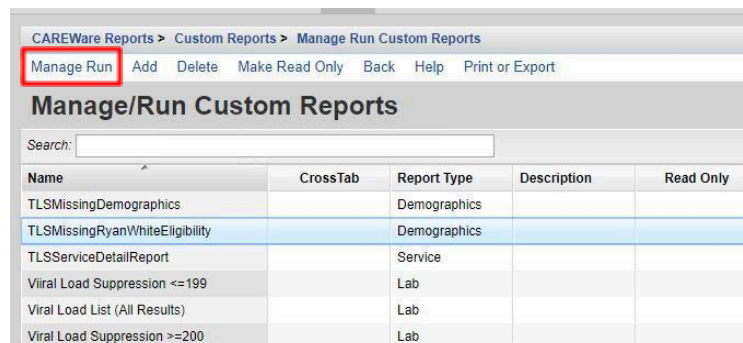 CAREWare Reports > Custom Reports > Manage Run Custom Reports
Manage Run Add Delete Make Read Only Back Help Print or Export
Manage/Run Custom Reports
Search:
Name CrossTab Report Type Description Read Only
TLSMissingDemographics Demographics
TLSMissingRyanWhiteEligibility Demographics
TLSServiceDetailReport Service
Viiral Load Suppression <=199 Lab
Viral Load List (All Results) Lab
Viral Load Suppression >=200 Lab